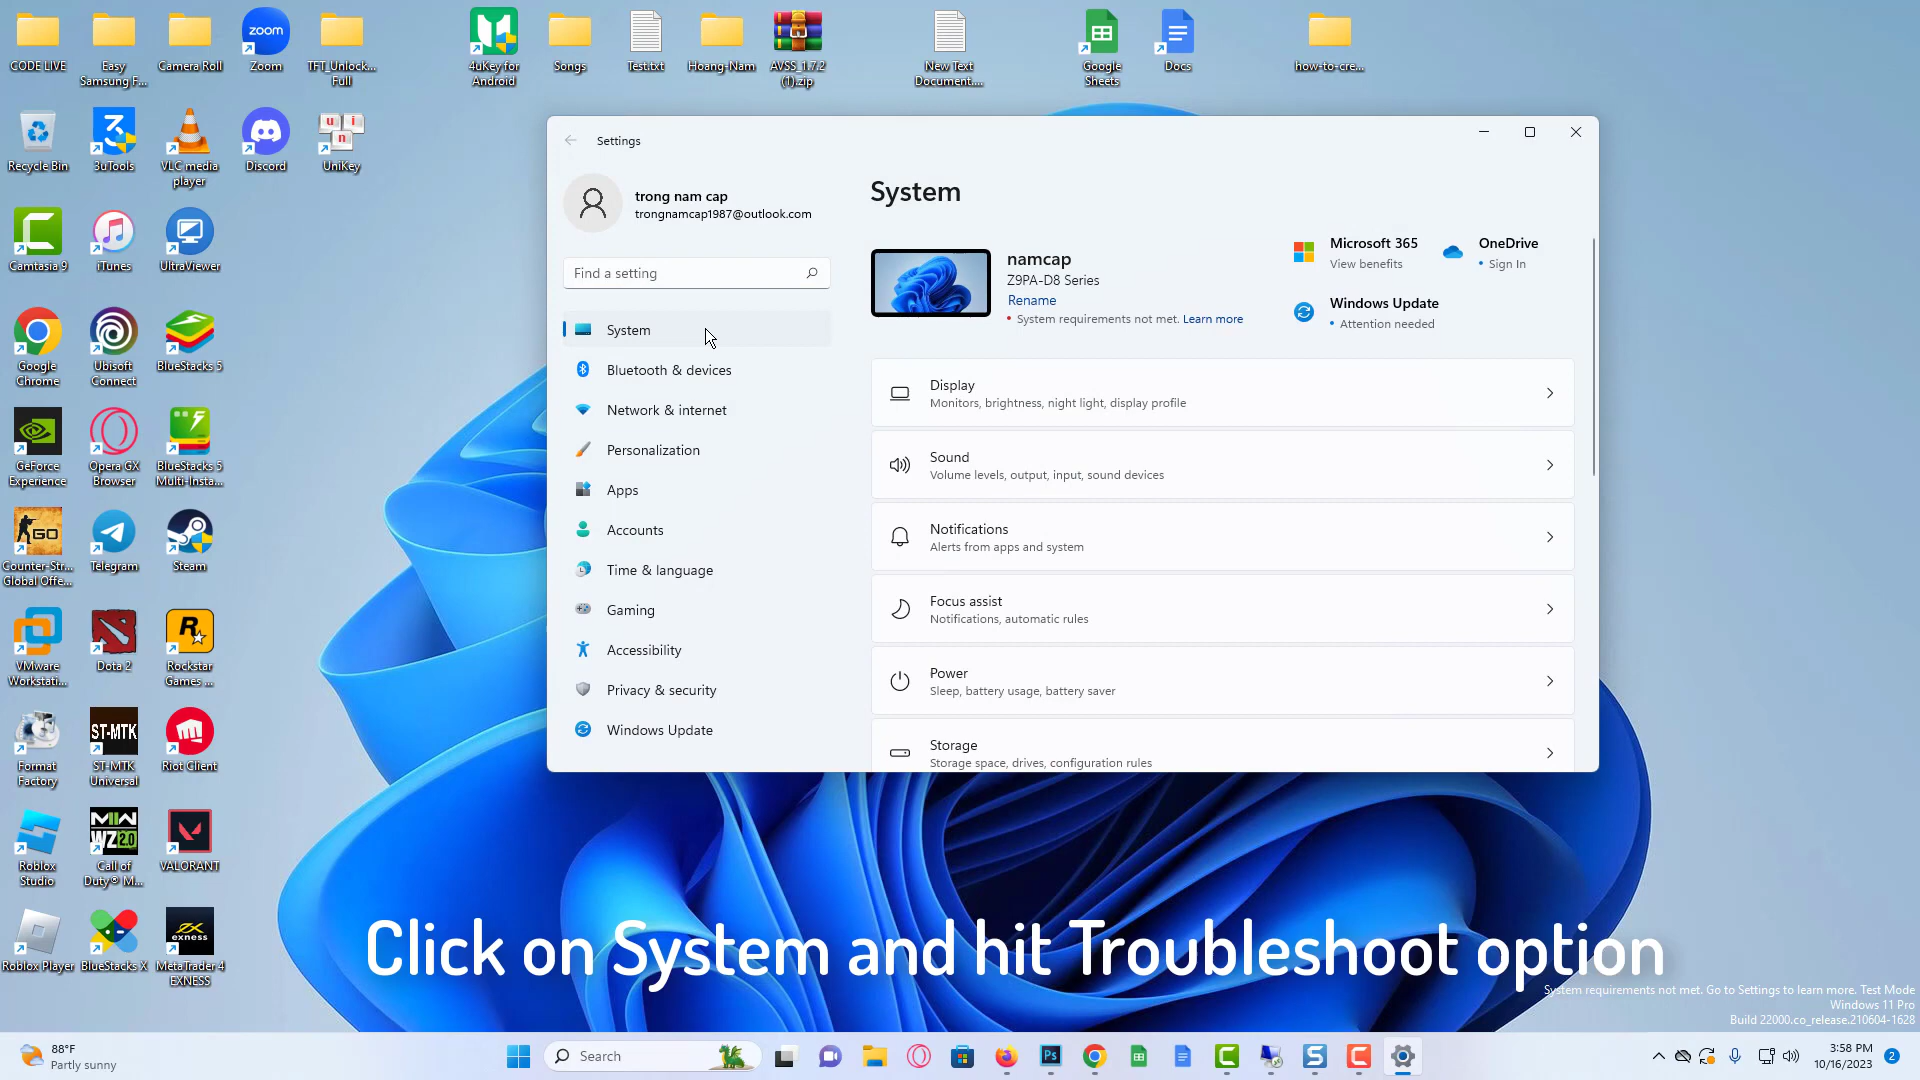 CODE LIVE
Easy
Samsung F...
Camera Roll
zoom
Zoom
TFT_Unlock...
Full
4uKey for
Android
Songs
Test.txt
Hoang-Nam
AVSS_1.7.2
(1).zip
New Text
Document....
Google
Sheets
Docs
how-to-cre...
Recycle Bin
3uTools
VLC media
player
Discord
u i
n
UniKey
Camtasia 9
iTunes
UltraViewer
Google
Chrome
Ubisoft
Connect
BlueStacks 5
GeForce
Experience
Opera GX
Browser
BlueStacks 5
Multi-Insta...
GO
Counter-Str...
Global Offe...
Telegram
Steam
VMware
Workstati...
Dota 2
R
Rockstar
Games ...
Format
Factory
ST-MTK
ST-MTK
Universal
Riot Client
Roblox
Studio
MWII
WZ 2.0
Call of
Duty® M...
VALORANT
Roblox Player
BlueStacks X
exness
MetaTrader 4
EXNESS
Settings
trong nam cap
trongnamcap1987@outlook.com
Find a setting
System
Bluetooth & devices
Network & internet
Personalization
Apps
Accounts
Time & language
Gaming
Accessibility
Privacy & security
Windows Update
System
namcap
Z9PA-D8 Series
Rename
• System requirements not met. Learn more
Microsoft 365
View benefits
OneDrive
• Sign In
Windows Update
• Attention needed
Display
Monitors, brightness, night light, display profile
Sound
Volume levels, output, input, sound devices
Notifications
Alerts from apps and system
Focus assist
Notifications, automatic rules
Power
Sleep, battery usage, battery saver
Storage
Storage space, drives, configuration rules
Click on System and hit Troubleshoot option
System requirements not met. Go to Settings to learn more. Test Mode
Windows 11 Pro
Build 22000.co_release.210604-1628
88°F
Partly sunny
Search
Ps
S
3:58 PM
10/16/2023
2